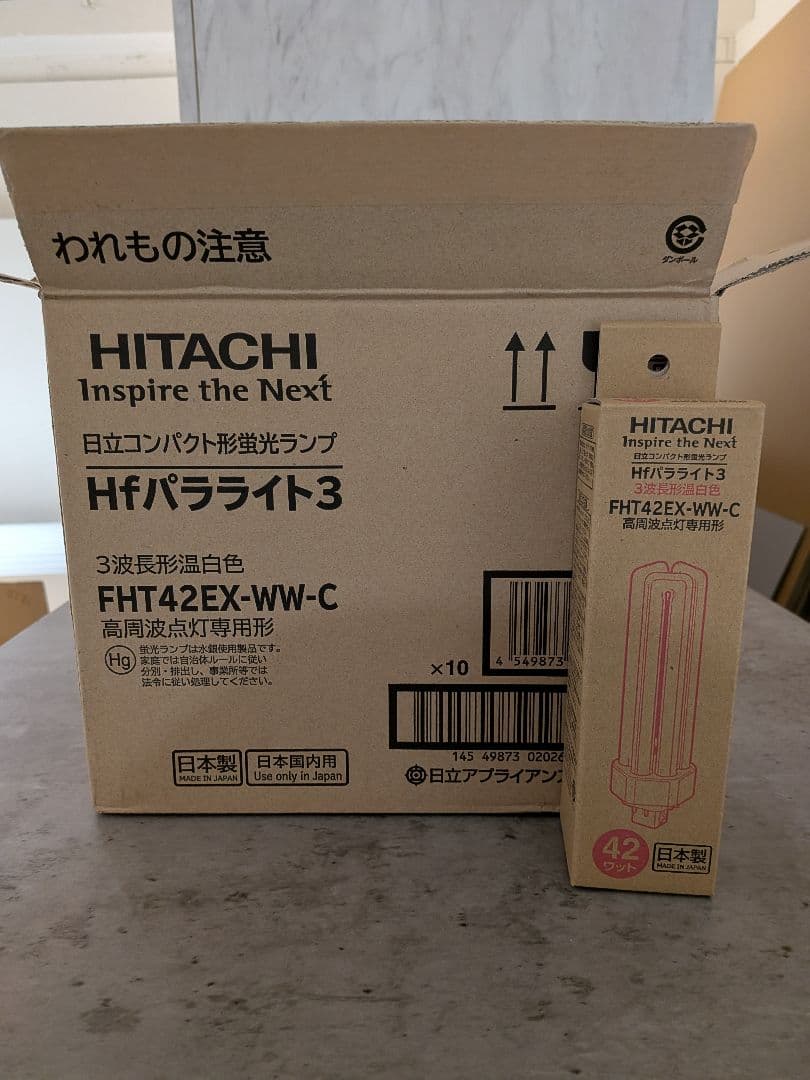 われもの注意
ダンボール
HITACHI
Inspire the Next
日立コンパクト形蛍光ランプ
Hfパラライト3
3波長形温白色
FHT42EX-WW-C
高周波点灯専用形
Hg
蛍光ランプは水銀使用製品です。
家庭では自治体ルールに従い
分別・排出し、事業所等では
法令に従い処理してください。
×10
4 549873
145 49873 02026
日本製
MADE IN JAPAN
日本国内用
Use only in Japan
日立アプライアンス
HITACHI
Inspire the Next
日立コンパクト形蛍光ランプ
Hfパラライト3
3波長形温白色
FHT42EX-WW-C
高周波点灯専用形
42
ワット
日本製
MADE IN JAPAN